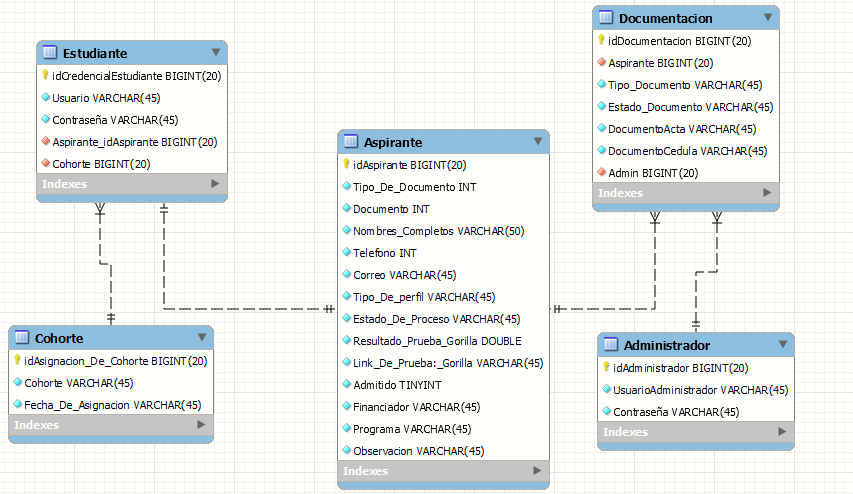 Estudiante
idCredencialEstudiante BIGINT(20)
Usuario VARCHAR(45)
Contraseña VARCHAR(45)
Aspirante_idAspirante BIGINT(20)
Cohorte BIGINT(20)
Indexes
Cohorte
idAsignacion_De_Cohorte BIGINT(20)
Cohorte VARCHAR(45)
Fecha_De_Asignacion VARCHAR(45)
Indexes
Aspirante
idAspirante BIGINT(20)
Tipo_De_Documento INT
Documento INT
Nombres_Completos VARCHAR(50)
Telefono INT
Correo VARCHAR(45)
Tipo_De_perfil VARCHAR(45)
Estado_De_Proceso VARCHAR(45)
Resultado_Prueba_Gorilla DOUBLE
Link_De_Prueba:_Gorilla VARCHAR(45)
Admitido TINYINT
Financiador VARCHAR(45)
Programa VARCHAR(45)
Observacion VARCHAR(45)
Indexes
Documentacion
idDocumentacion BIGINT(20)
Aspirante BIGINT(20)
Tipo_Documento VARCHAR(45)
Estado_Documento VARCHAR(45)
DocumentoActa VARCHAR(45)
DocumentoCedula VARCHAR(45)
Admin BIGINT(20)
Indexes
Administrador
idAdministrador BIGINT(20)
UsuarioAdministrador VARCHAR(45)
Contraseña VARCHAR(45)
Indexes